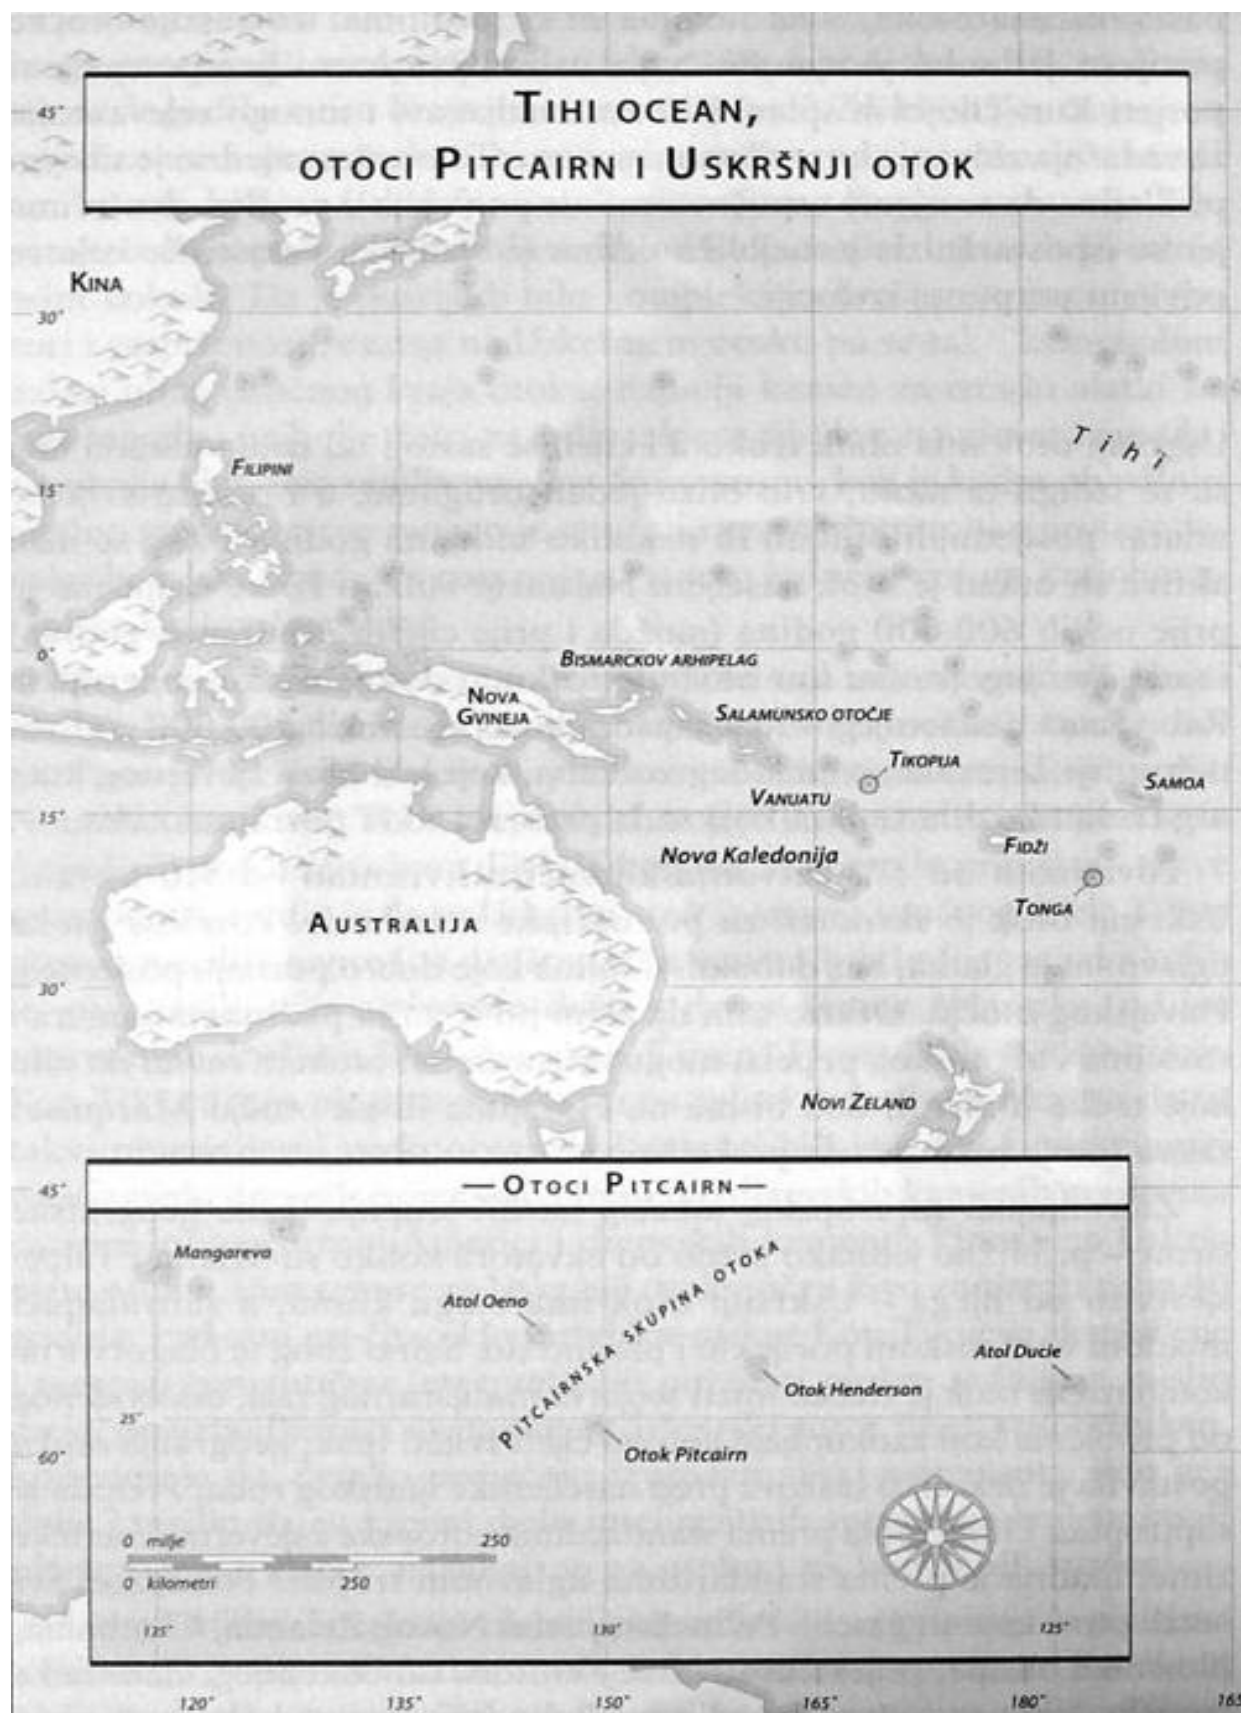 TIHI OCEAN,
OTOCI PITCAIRN I USKRŠNJI OTOK
45°
KINA
30°
Tihi
FILIPINI
15°
0°
BISMARCKOV ARHIPELAG
NOVA
GVINEJA
SALAMUNSKO OTOČJE
TIKOPIJA
VANUATU
SAMOA
15°
FIDŽI
Nova Kaledonija
TONGA
AUSTRALIJA
30°
NOVI ZELAND
—OTOCI PITCAIRN—
45°
Mangareva
PITCAIRNSKA SKUPINA OTOKA
Atol Oeno
Atol Ducie
Otok Henderson
25°
Otok Pitcairn
60°
0 milje 250
0 kilometri 250
135° 130° 125°
120° 135° 150° 165° 180° 165